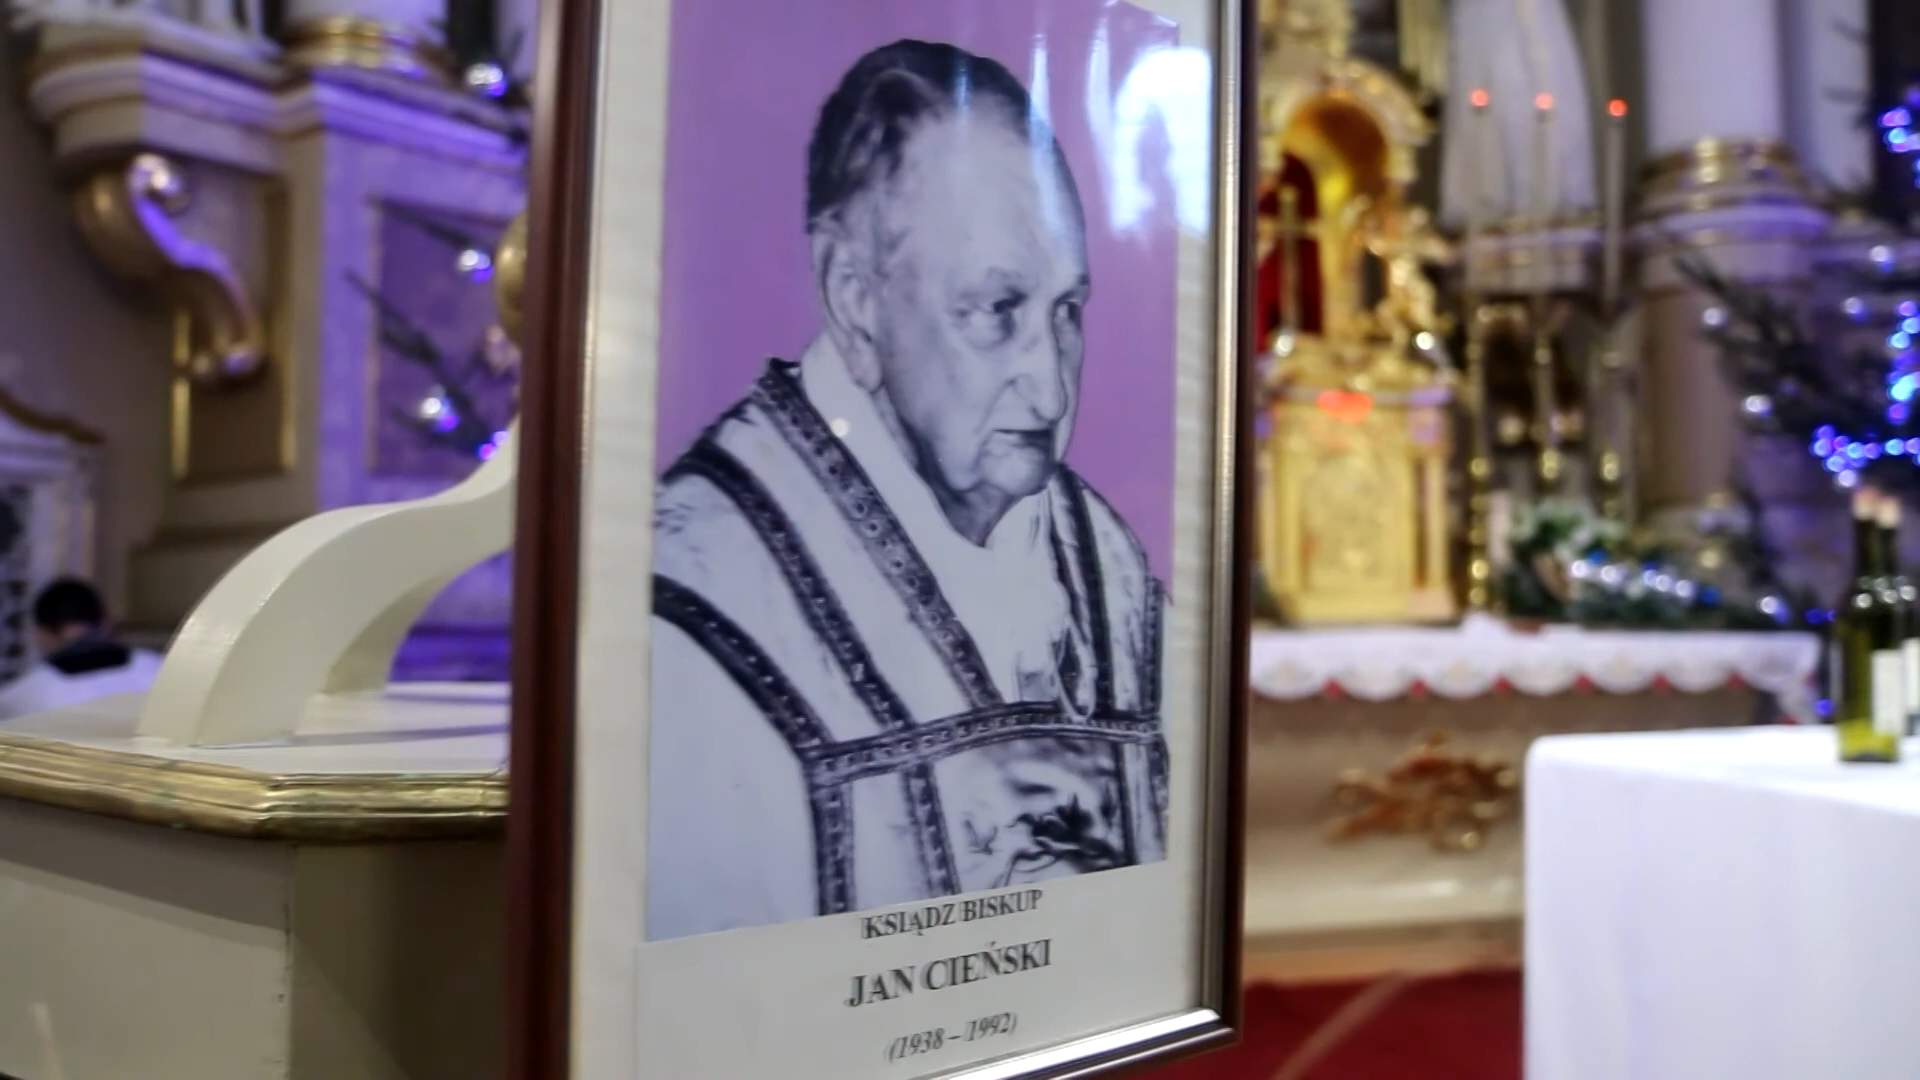 KSIĄDZ BISKUP
JAN CIEŃSKI
(1938 – 1992)